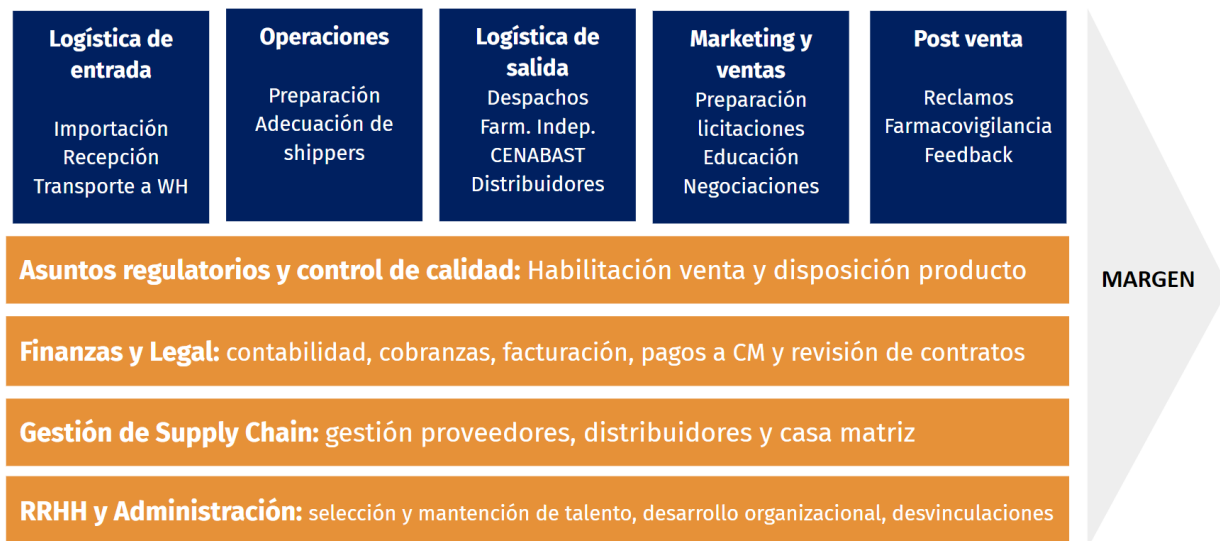 Logística de
entrada
Importación
Recepción
Transporte a WH
Operaciones
Preparación
Adecuación de
shippers
Logística de
salida
Despachos
Farm. Indep.
CENABAST
Distribuidores
Marketing y
ventas
Preparación
licitaciones
Educación
Negociaciones
Post venta
Reclamos
Farmacovigilancia
Feedback
Asuntos regulatorios y control de calidad: Habilitación venta y disposición producto
Finanzas y Legal: contabilidad, cobranzas, facturación, pagos a CM y revisión de contratos
Gestión de Supply Chain: gestión proveedores, distribuidores y casa matriz
RRHH y Administración: selección y mantención de talento, desarrollo organizacional, desvinculaciones
MARGEN